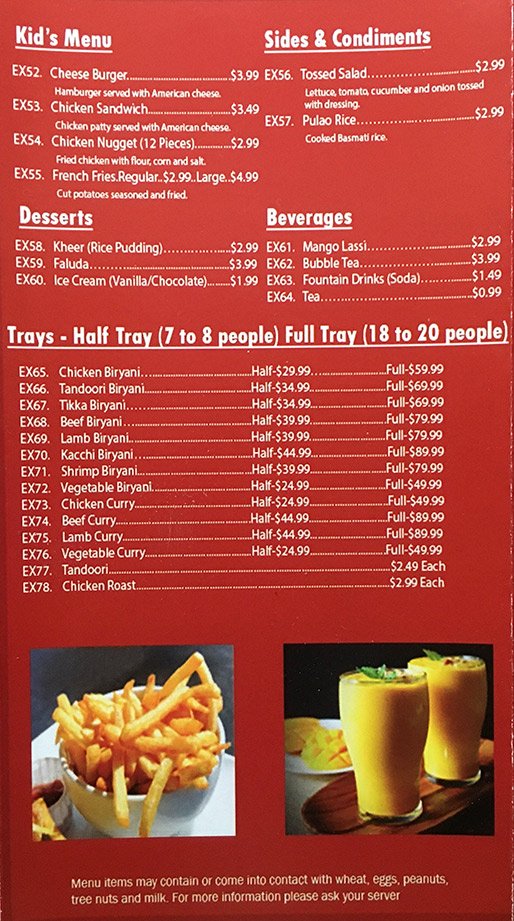 Kid's Menu
EX52. Cheese Burger..............................$3.99
Hamburger served with American cheese.
EX53. Chicken Sandwich........................$3.49
Chicken patty served with American cheese.
EX54. Chicken Nugget (12 Pieces)...........$2.99
Fried chicken with flour, corn and salt.
EX55. French Fries.Regular..$2.99..Large..$4.99
Cut potatoes seasoned and fried.
Sides & Condiments
EX56. Tossed Salad..............................$2.99
Lettuce, tomato, cucumber and onion tossed
with dressing.
EX57. Pulao Rice..............................$2.99
Cooked Basmati rice.
Desserts
EX58. Kheer (Rice Pudding)....................$2.99
EX59. Faluda..............................$3.99
EX60. Ice Cream (Vanilla/Chocolate).......$1.99
Beverages
EX61. Mango Lassi..............................$2.99
EX62. Bubble Tea..............................$3.99
EX63. Fountain Drinks (Soda)................$1.49
EX64. Tea..............................$0.99
Trays - Half Tray (7 to 8 people) Full Tray (18 to 20 people)
EX65. Chicken Biryani..............................Half-$29.99..............................Full-$59.99
EX66. Tandoori Biryani..............................Half-$34.99..............................Full-$69.99
EX67. Tikka Biryani..............................Half-$34.99..............................Full-$69.99
EX68. Beef Biryani..............................Half-$39.99..............................Full-$79.99
EX69. Lamb Biryani..............................Half-$39.99..............................Full-$79.99
EX70. Kacchi Biryani..............................Half-$44.99..............................Full-$89.99
EX71. Shrimp Biryani..............................Half-$39.99..............................Full-$79.99
EX72. Vegetable Biryani..............................Half-$24.99..............................Full-$49.99
EX73. Chicken Curry..............................Half-$24.99..............................Full-$49.99
EX74. Beef Curry..............................Half-$44.99..............................Full-$89.99
EX75. Lamb Curry..............................Half-$44.99..............................Full-$89.99
EX76. Vegetable Curry..............................Half-$24.99..............................Full-$49.99
EX77. Tandoori............................................................$2.49 Each
EX78. Chicken Roast............................................................$2.99 Each
Menu items may contain or come into contact with wheat, eggs, peanuts,
tree nuts and milk. For more information please ask your server